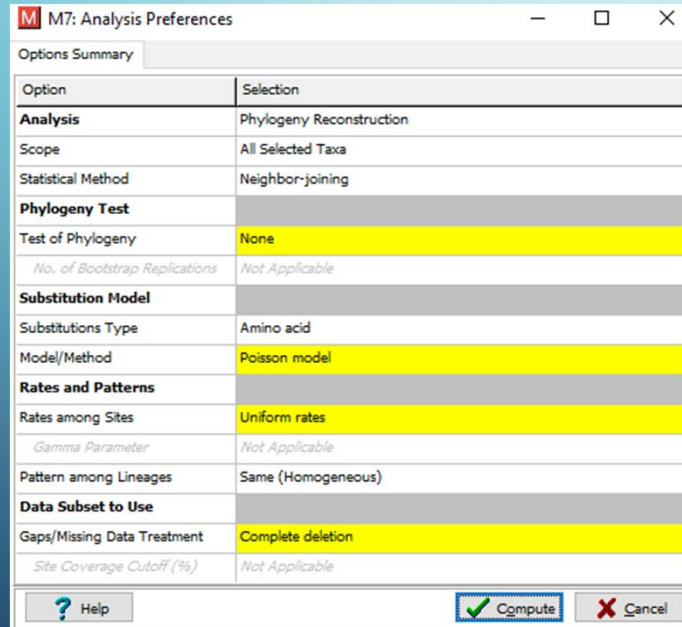 M M7: Analysis Preferences
Options Summary
Option Selection
Analysis Phylogeny Reconstruction
Scope All Selected Taxa
Statistical Method Neighbor-joining
Phylogeny Test
Test of Phylogeny None
No. of Bootstrap Replications Not Applicable
Substitution Model
Substitutions Type Amino acid
Model/Method Poisson model
Rates and Patterns
Rates among Sites Uniform rates
Gamma Parameter Not Applicable
Pattern among Lineages Same (Homogeneous)
Data Subset to Use
Gaps/Missing Data Treatment Complete deletion
Site Coverage Cutoff (%) Not Applicable
? Help Compute Cancel